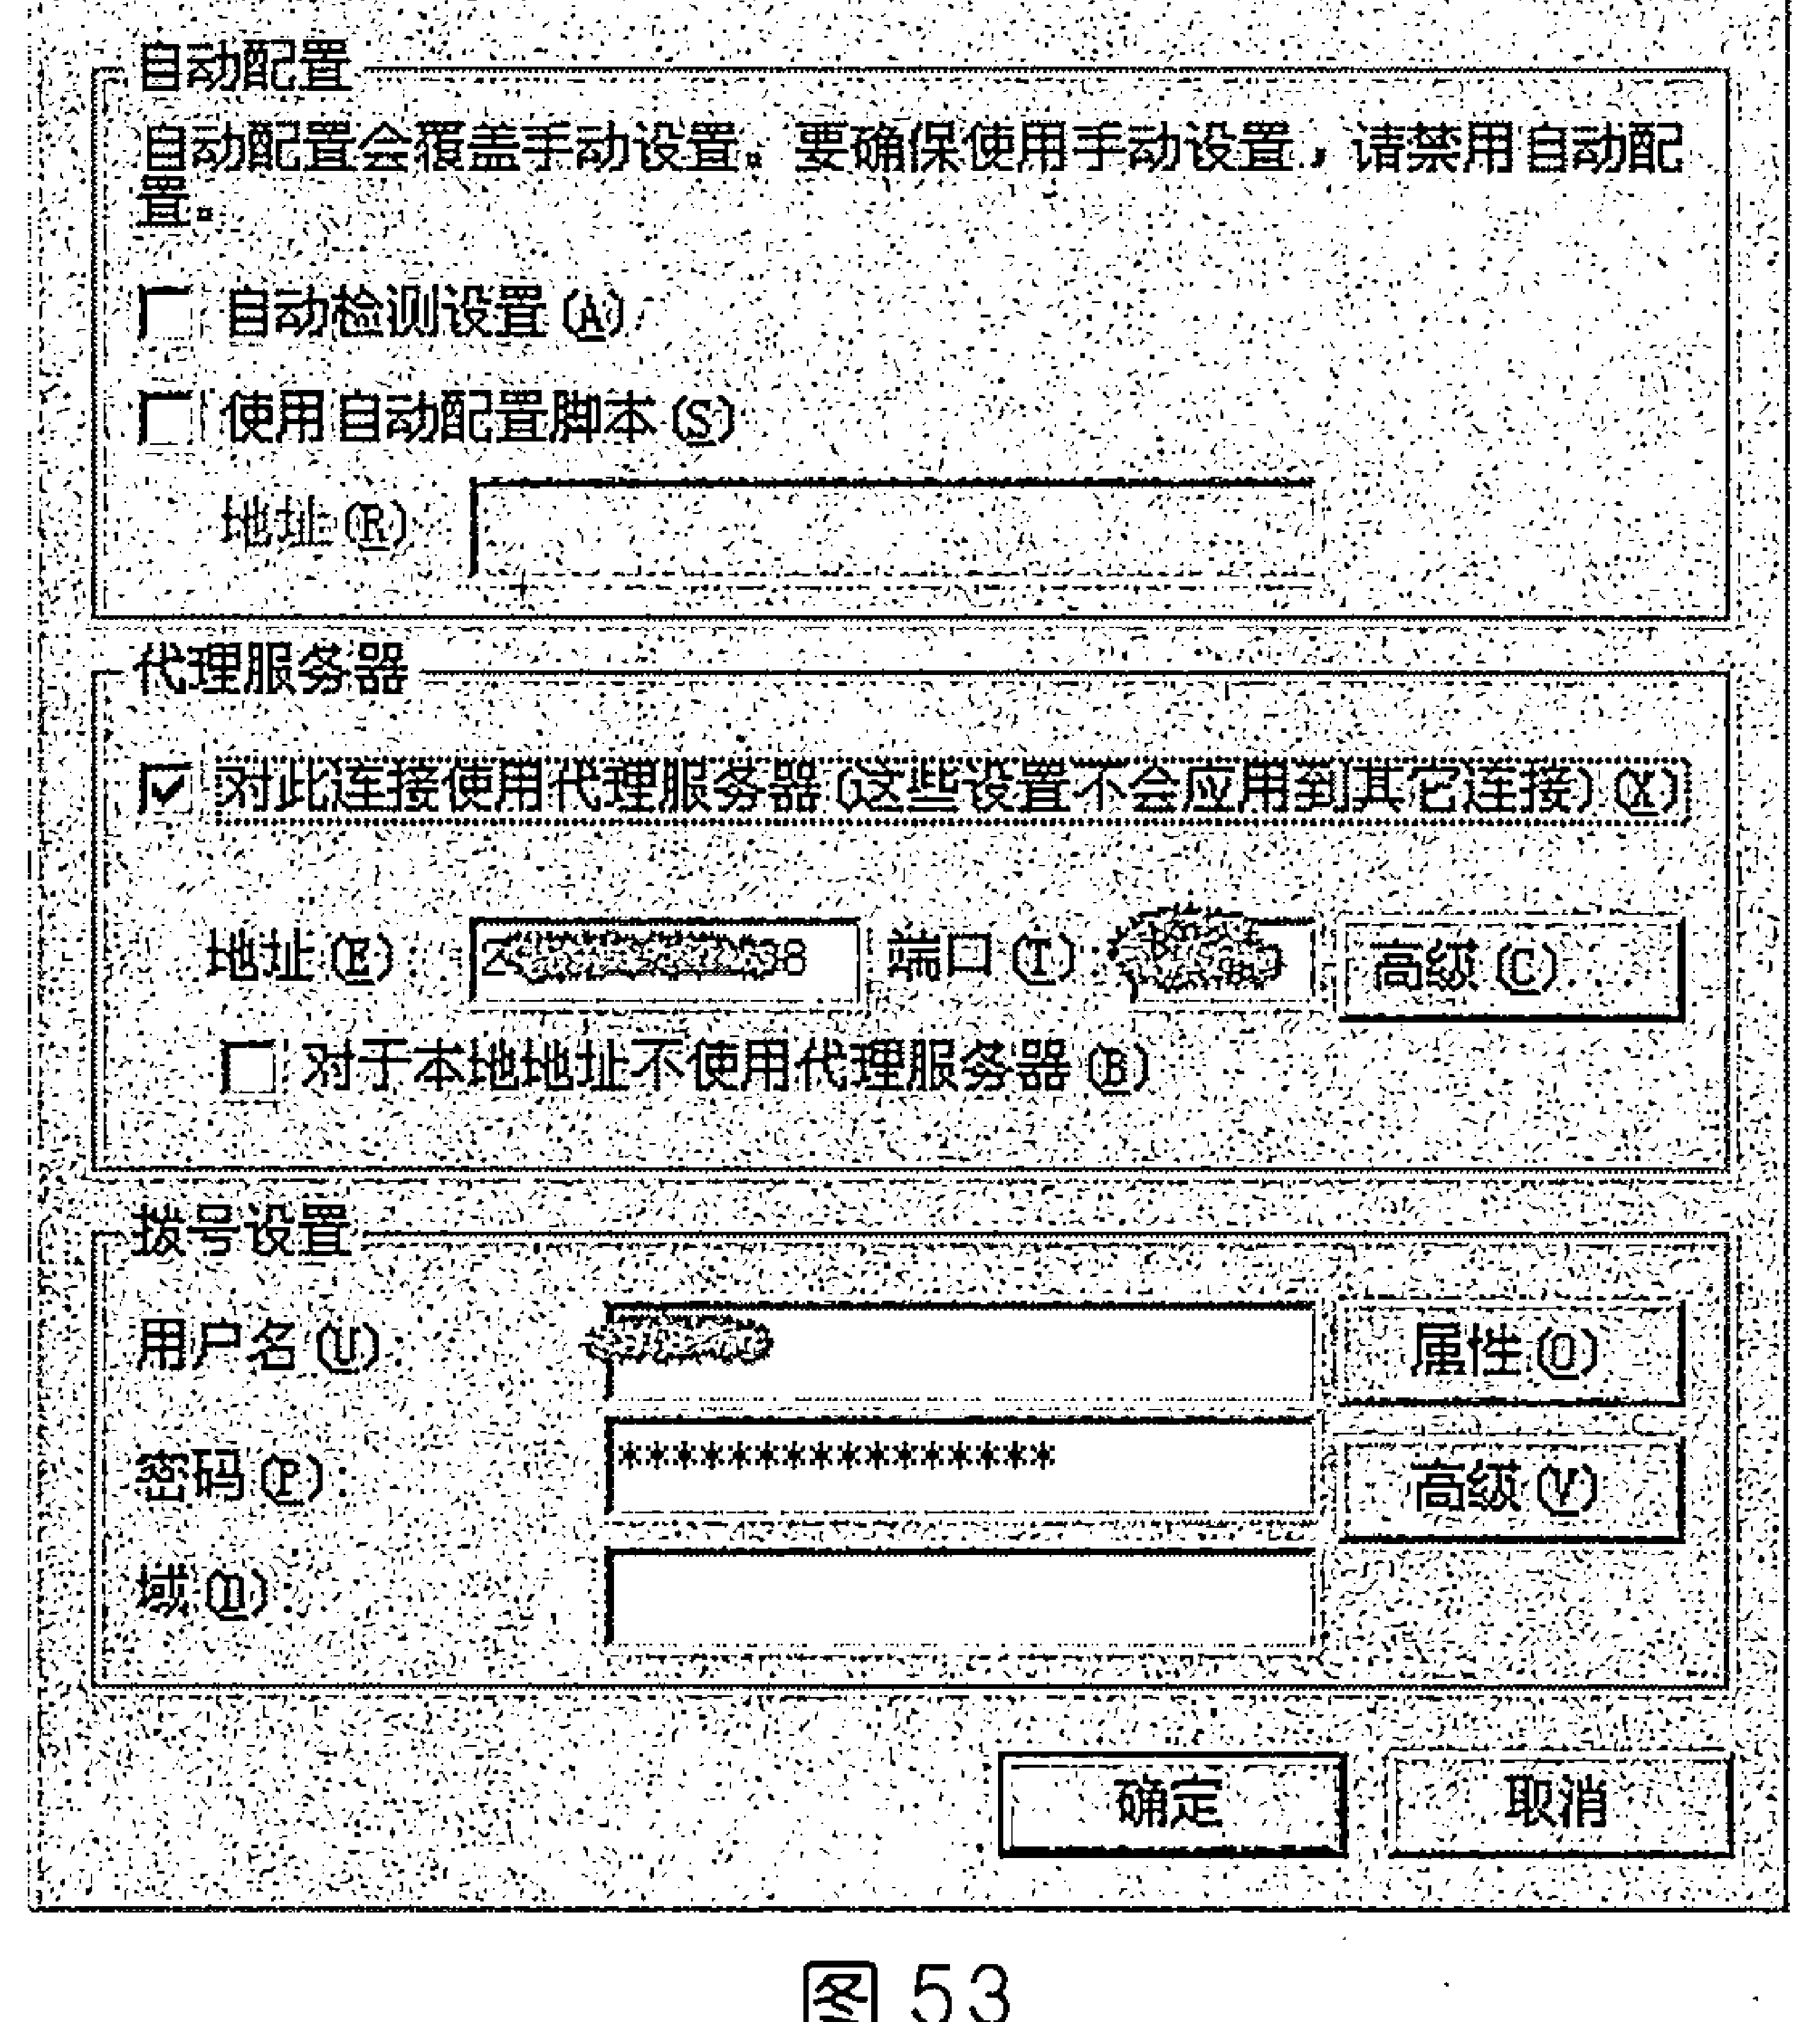 自动配置
自动配置会覆盖手动设置。要确保使用手动设置，请禁用自动配
置。
自动检测设置(A)
使用自动配置脚本(S)
地址(R)
代理服务器
对此连接使用代理服务器(这些设置不会应用到其它连接)(X)
地址(E): 端口(T) 高级(C)
对于本地地址不使用代理服务器(B)
拨号设置
用户名(U): 属性(O)
密码(P): **************** 高级(V)
域(D):
确定 取消
图 53